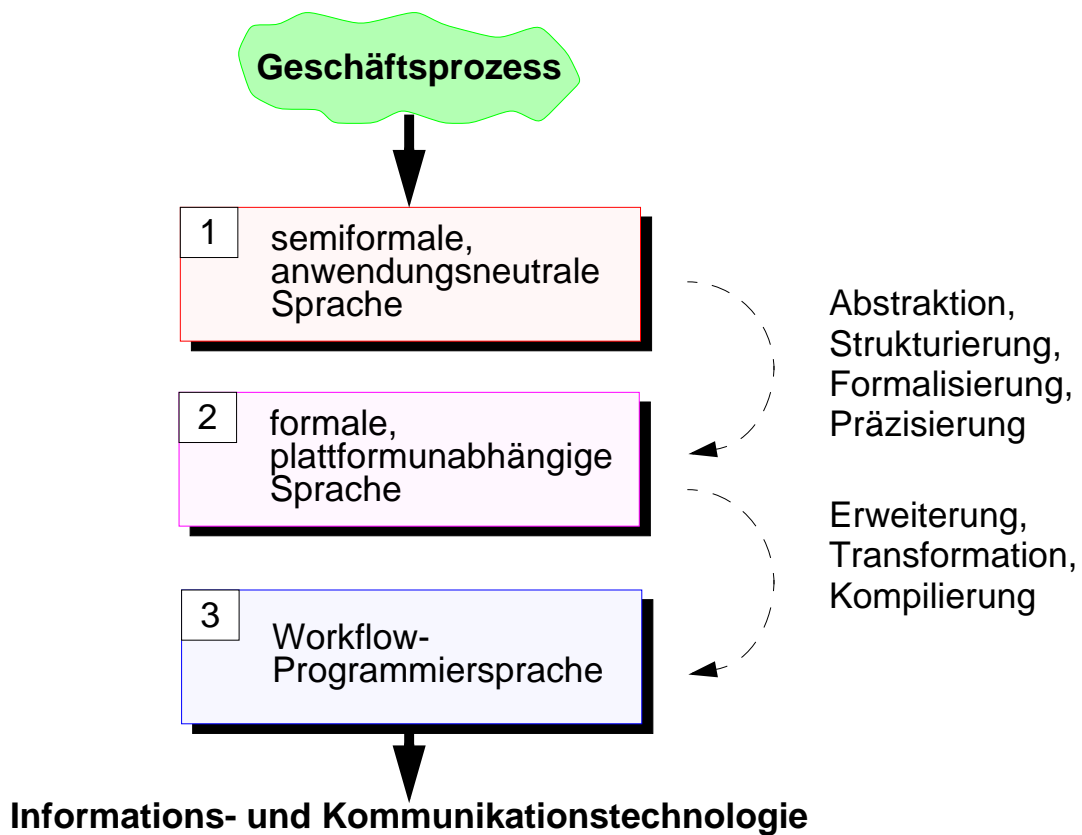 Geschäftsprozess
1
semiformale,
anwendungsneutrale
Sprache
Abstraktion,
Strukturierung,
Formalisierung,
Präzisierung
2
formale,
plattformunabhängige
Sprache
Erweiterung,
Transformation,
Kompilierung
3
Workflow-
Programmiersprache
Informations- und Kommunikationstechnologie